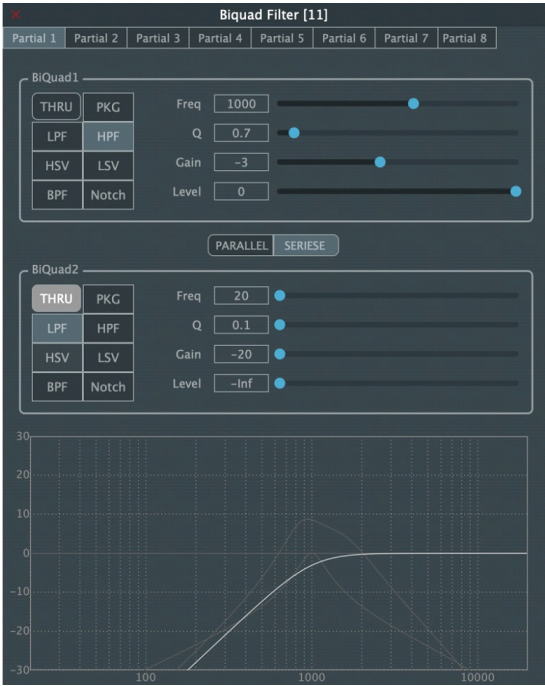 Biquad Filter [11]
Partial 1 Partial 2 Partial 3 Partial 4 Partial 5 Partial 6 Partial 7 Partial 8
BiQuad1
THRU PKG Freq 1000
LPF HPF Q 0.7
HSV LSV Gain -3
BPF Notch Level 0
PARALLEL SERIESE
BiQuad2
THRU PKG Freq 20
LPF HPF Q 0.1
HSV LSV Gain -20
BPF Notch Level -Inf
30
20
10
0
-10
-20
-30
100 1000 10000